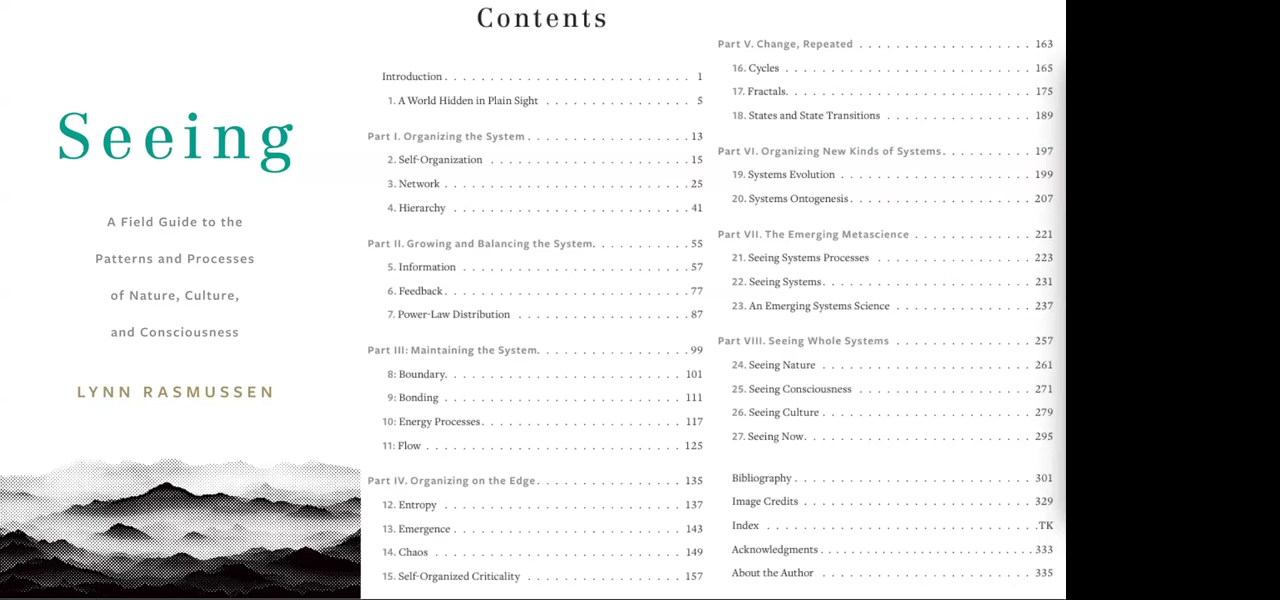 Seeing
A Field Guide to the
Patterns and Processes
of Nature, Culture,
and Consciousness
LYNN RASMUSSEN
Contents
Introduction . . . . . . . . . . . . . . . . . . . . . . . . . . 1
1. A World Hidden in Plain Sight . . . . . . . . . . . . . . . 5
Part I. Organizing the System . . . . . . . . . . . . . . . . . 13
2. Self-Organization . . . . . . . . . . . . . . . . . . . . . 15
3. Network . . . . . . . . . . . . . . . . . . . . . . . . . . 25
4. Hierarchy . . . . . . . . . . . . . . . . . . . . . . . . . 41
Part II. Growing and Balancing the System. . . . . . . . . . . 55
5. Information . . . . . . . . . . . . . . . . . . . . . . . . 57
6. Feedback . . . . . . . . . . . . . . . . . . . . . . . . . . 77
7. Power-Law Distribution . . . . . . . . . . . . . . . . . . 87
Part III: Maintaining the System. . . . . . . . . . . . . . . . 99
8: Boundary. . . . . . . . . . . . . . . . . . . . . . . . . 101
9: Bonding . . . . . . . . . . . . . . . . . . . . . . . . . . 111
10: Energy Processes . . . . . . . . . . . . . . . . . . . . . 117
11: Flow . . . . . . . . . . . . . . . . . . . . . . . . . . . 125
Part IV. Organizing on the Edge . . . . . . . . . . . . . . . 135
12. Entropy . . . . . . . . . . . . . . . . . . . . . . . . . 137
13. Emergence . . . . . . . . . . . . . . . . . . . . . . . . 143
14. Chaos . . . . . . . . . . . . . . . . . . . . . . . . . . 149
15. Self-Organized Criticality . . . . . . . . . . . . . . . . 157
Part V. Change, Repeated . . . . . . . . . . . . . . . . . . 163
16. Cycles . . . . . . . . . . . . . . . . . . . . . . . . . . 165
17. Fractals. . . . . . . . . . . . . . . . . . . . . . . . . . 175
18. States and State Transitions . . . . . . . . . . . . . . . 189
Part VI. Organizing New Kinds of Systems . . . . . . . . . . 197
19. Systems Evolution . . . . . . . . . . . . . . . . . . . . 199
20. Systems Ontogenesis . . . . . . . . . . . . . . . . . . . 207
Part VII. The Emerging Metascience . . . . . . . . . . . . . 221
21. Seeing Systems Processes . . . . . . . . . . . . . . . . . 223
22. Seeing Systems . . . . . . . . . . . . . . . . . . . . . . 231
23. An Emerging Systems Science . . . . . . . . . . . . . . . 237
Part VIII. Seeing Whole Systems . . . . . . . . . . . . . . . 257
24. Seeing Nature . . . . . . . . . . . . . . . . . . . . . . 261
25. Seeing Consciousness . . . . . . . . . . . . . . . . . . . 271
26. Seeing Culture . . . . . . . . . . . . . . . . . . . . . . 279
27. Seeing Now. . . . . . . . . . . . . . . . . . . . . . . . 295
Bibliography . . . . . . . . . . . . . . . . . . . . . . . . . 301
Image Credits . . . . . . . . . . . . . . . . . . . . . . . . 329
Index . . . . . . . . . . . . . . . . . . . . . . . . . . . . TK
Acknowledgments . . . . . . . . . . . . . . . . . . . . . . . 333
About the Author . . . . . . . . . . . . . . . . . . . . . . 335